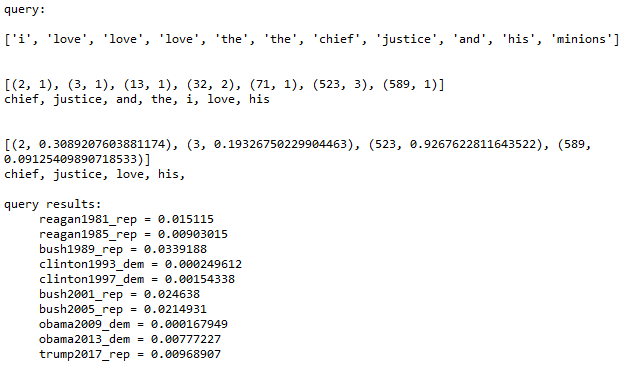 query:
['i', 'love', 'love', 'love', 'the', 'the', 'chief', 'justice', 'and', 'his', 'minions']
[(2, 1), (3, 1), (13, 1), (32, 2), (71, 1), (523, 3), (589, 1)]
chief, justice, and, the, i, love, his
[(2, 0.3089207603881174), (3, 0.19326750229904463), (523, 0.9267622811643522), (589,
0.09125409890718533)]
chief, justice, love, his,
query results:
reagan1981_rep = 0.015115
reagan1985_rep = 0.00903015
bush1989_rep = 0.0339188
clinton1993_dem = 0.000249612
clinton1997_dem = 0.00154338
bush2001_rep = 0.024638
bush2005_rep = 0.0214931
obama2009_dem = 0.000167949
obama2013_dem = 0.00777227
trump2017_rep = 0.00968907